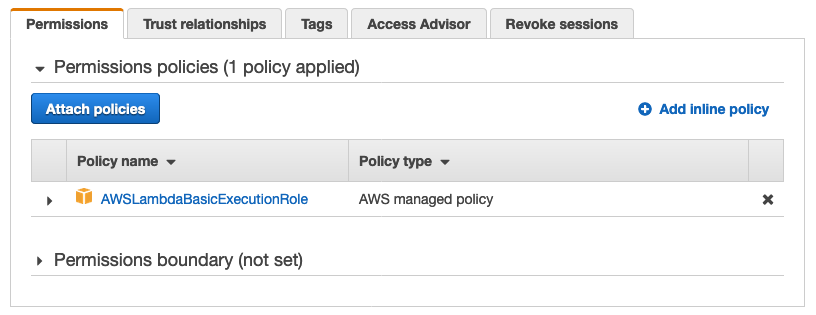 Permissions Trust relationships Tags Access Advisor Revoke sessions
Permissions policies (1 policy applied)
Attach policies Add inline policy
Policy name Policy type
AWSLambdaBasicExecutionRole AWS managed policy
Permissions boundary (not set)